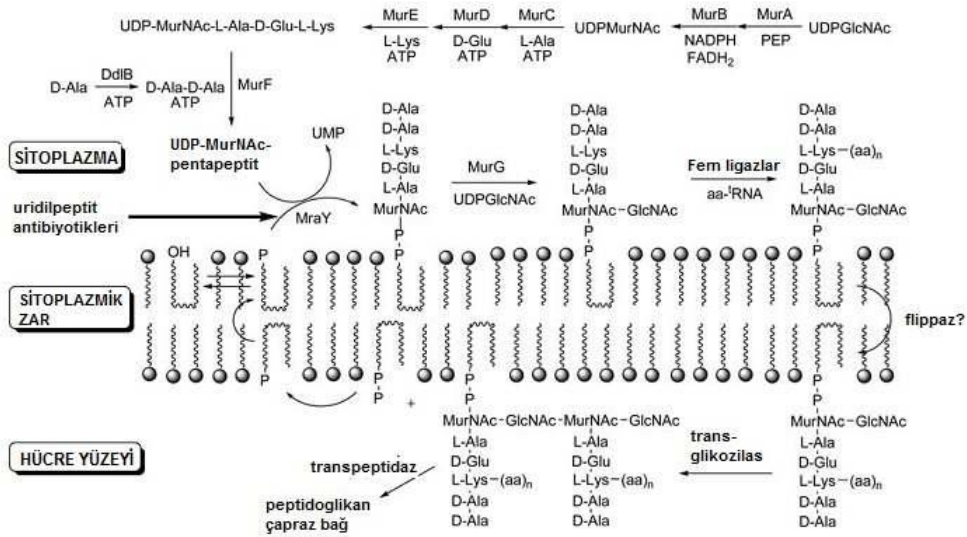 UDP-MurNAc-L-Ala-D-Glu-L-Lys
MurE
L-Lys
ATP
MurD
D-Glu
ATP
MurC
L-Ala
ATP
UDPMurNAc
MurB
NADPH
FADH2
MurA
PEP
UDPGlcNAc
D-Ala
DdlB
ATP
D-Ala-D-Ala
ATP
MurF
SİTOPLAZMA
UDP-MurNAc-
pentapeptit
UMP
uridilpeptit
antibiyotikleri
MraY
D-Ala
D-Ala
L-Lys
D-Glu
L-Ala
MurNAc
P
P
MurG
UDPGlcNAc
D-Ala
D-Ala
L-Lys
D-Glu
L-Ala
MurNAc-GlcNAc
P
P
Fem ligazlar
aa-tRNA
D-Ala
D-Ala
L-Lys-(aa)n
D-Glu
L-Ala
MurNAc-GlcNAc
P
P
OH
P
SİTOPLAZMİK
ZAR
flippaz?
P
P
P
+
P
P
P
P
HÜCRE YÜZEYİ
MurNAc-GlcNAc-MurNAc-GlcNAc
L-Ala
D-Glu
L-Lys-(aa)n
D-Ala
D-Ala
L-Ala
D-Glu
L-Lys-(aa)n
D-Ala
D-Ala
transpeptidaz
peptidoglikan
çapraz bağ
trans-
glikozilas
MurNAc-GlcNAc
L-Ala
D-Glu
L-Lys-(aa)n
D-Ala
D-Ala